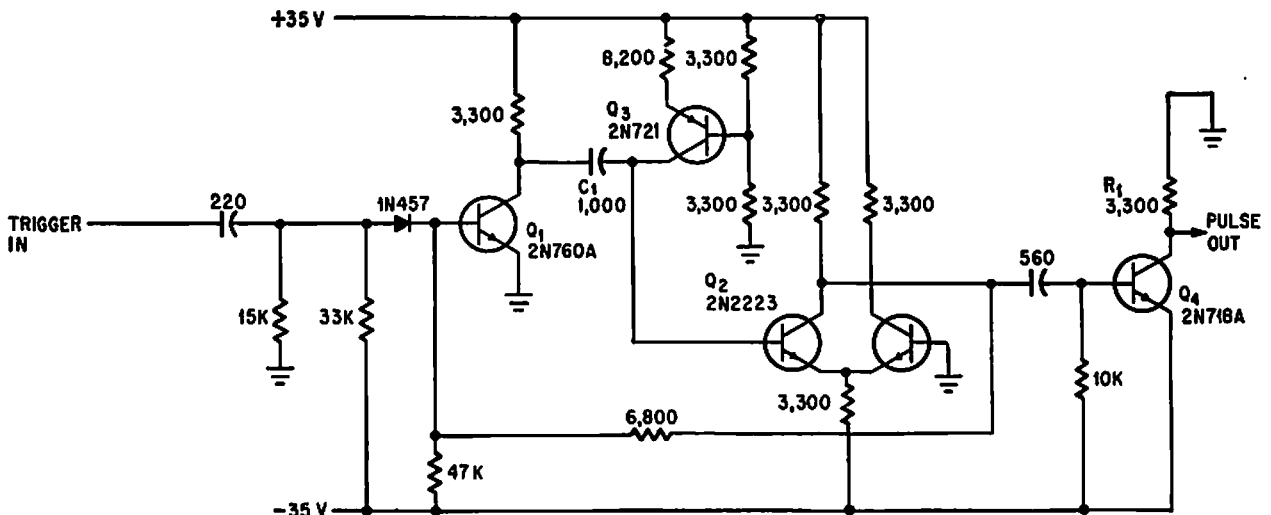 +35 V
8,200
3,300
3,300
Q3
2N721
C1
1,000
3,300
3,300
3,300
R1
3,300
220
1N457
TRIGGER
IN
Q1
2N760A
PULSE
OUT
560
Q2
2N2223
Q4
2N718A
15K
33K
10K
3,300
6,800
47K
-35 V